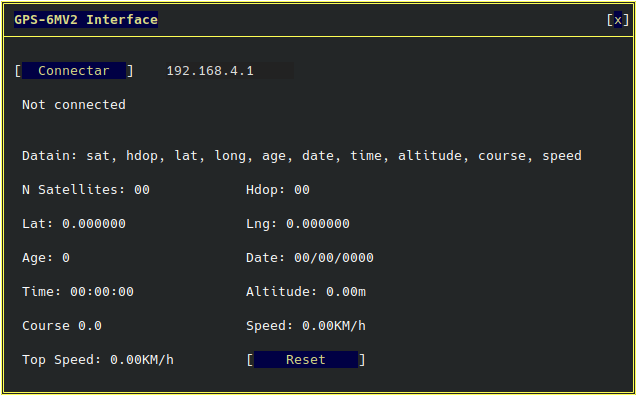 GPS-6MV2 Interface [x]
[ Connectar ] 192.168.4.1
Not connected
Datain: sat, hdop, lat, long, age, date, time, altitude, course, speed
N Satellites: 00 Hdop: 00
Lat: 0.000000 Lng: 0.000000
Age: 0 Date: 00/00/0000
Time: 00:00:00 Altitude: 0.00m
Course 0.0 Speed: 0.00KM/h
Top Speed: 0.00KM/h [ Reset ]